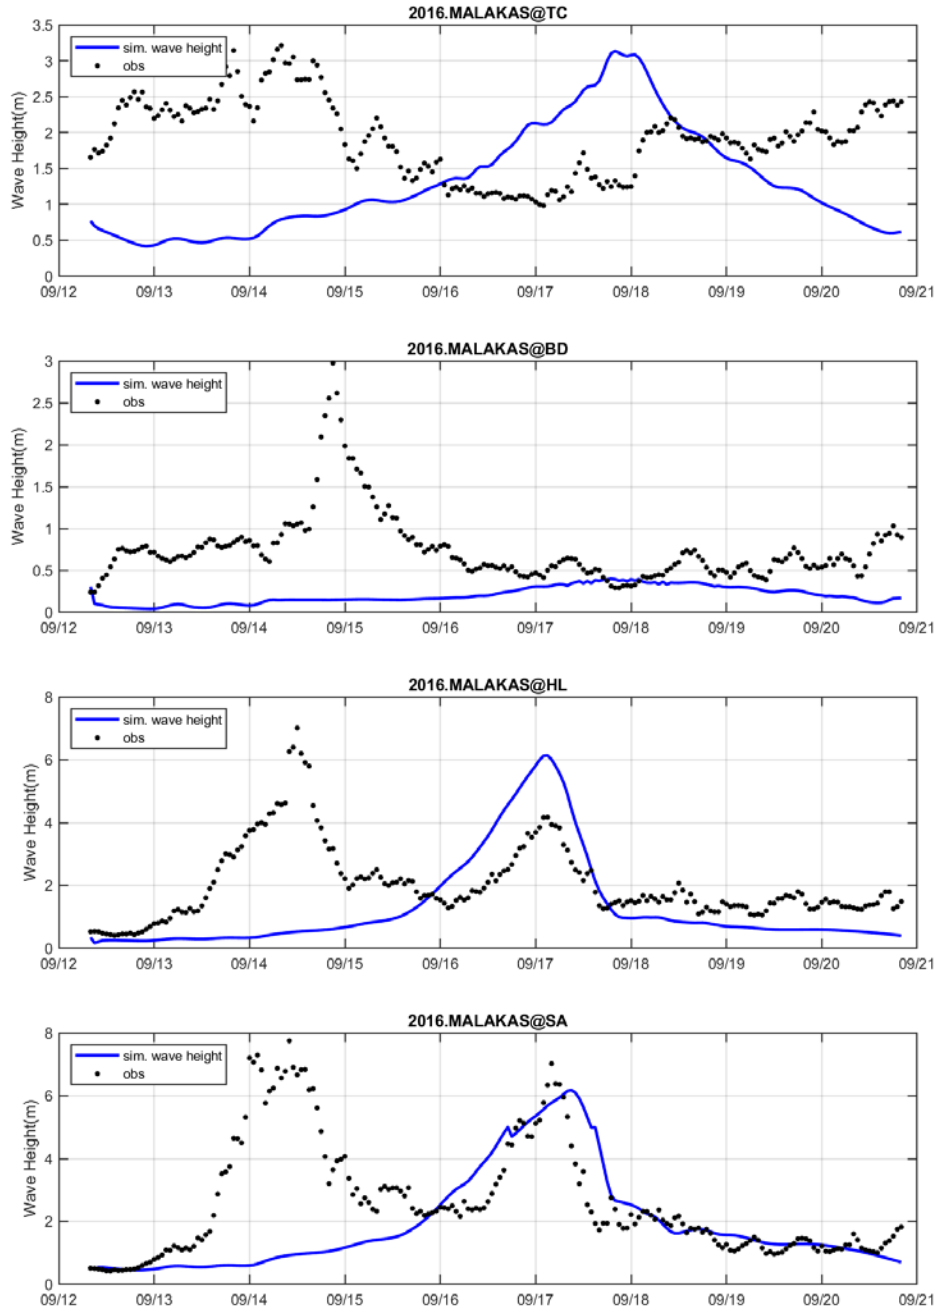 2016.MALAKAS@TC
3.5
3
2.5
2
1.5
1
0.5
0
Wave Height(m)
sim. wave height
obs
09/12 09/13 09/14 09/15 09/16 09/17 09/18 09/19 09/20 09/21
2016.MALAKAS@BD
3
2.5
2
1.5
1
0.5
0
Wave Height(m)
sim. wave height
obs
09/12 09/13 09/14 09/15 09/16 09/17 09/18 09/19 09/20 09/21
2016.MALAKAS@HL
8
6
4
2
0
Wave Height(m)
sim. wave height
obs
09/12 09/13 09/14 09/15 09/16 09/17 09/18 09/19 09/20 09/21
2016.MALAKAS@SA
8
6
4
2
0
Wave Height(m)
sim. wave height
obs
09/12 09/13 09/14 09/15 09/16 09/17 09/18 09/19 09/20 09/21